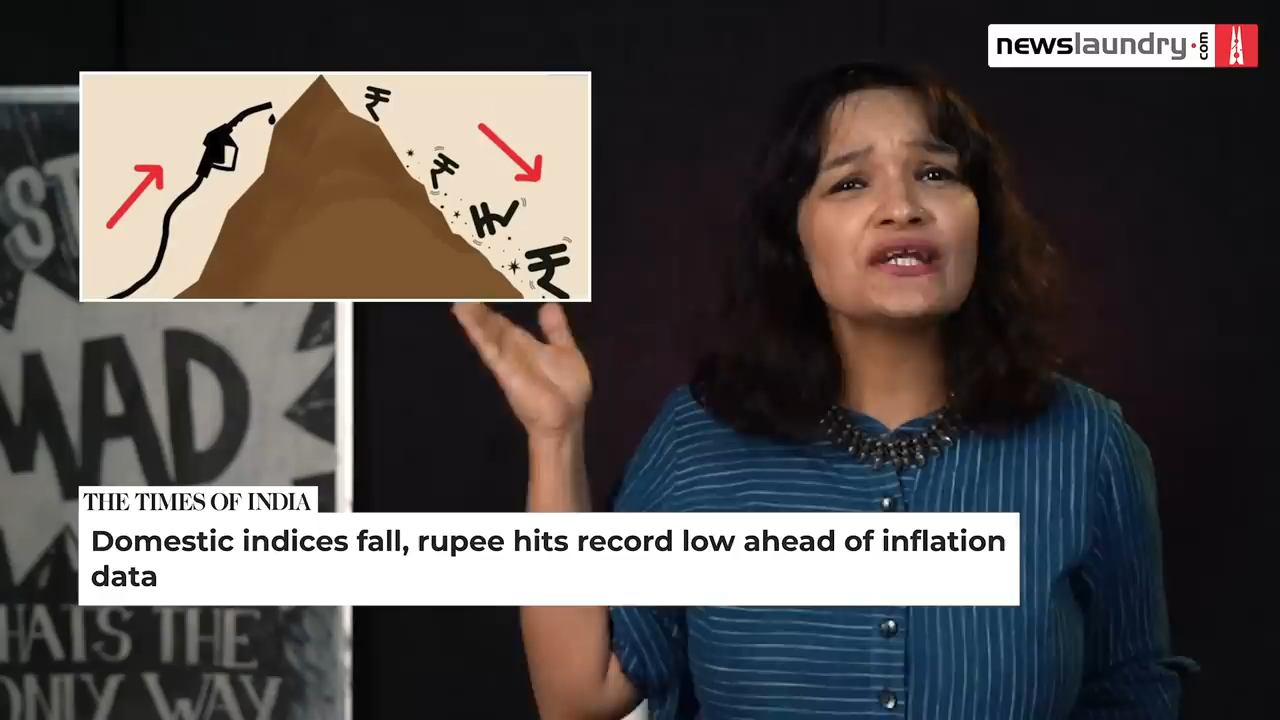 newslaundry.com
₹
₹
₹
₹
ST
MAD
THE TIMES OF INDIA
Domestic indices fall, rupee hits record low ahead of inflation
data
HATS THE
ONLY WAY